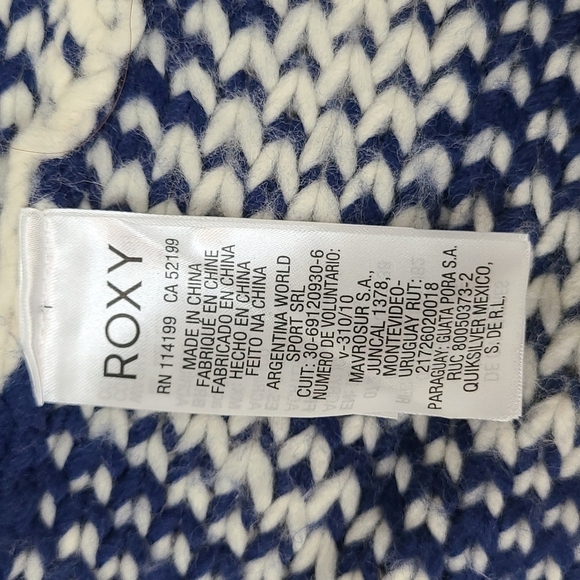 ROXY
RN 114199 CA 52199
MADE IN CHINA
FABRIQUÉ EN CHINE
FABRICADO EN CHINA
HECHO EN CHINA
FEITO NA CHINA
ARGENTINA WORLD
SPORT SRL
CUIT: 30-69120930-6
NÚMERO DE VOLUNTARIO:
v-310/10
MAVROSUR S.A.,
JUNCAL 1378,
MONTEVIDEO-
URUGUAY RUT:
217260200018
PARAGUAY: GUATA PORA S.A.
RUC 80050373-2
QUIKSILVER MEXICO,
S. DE R.L.